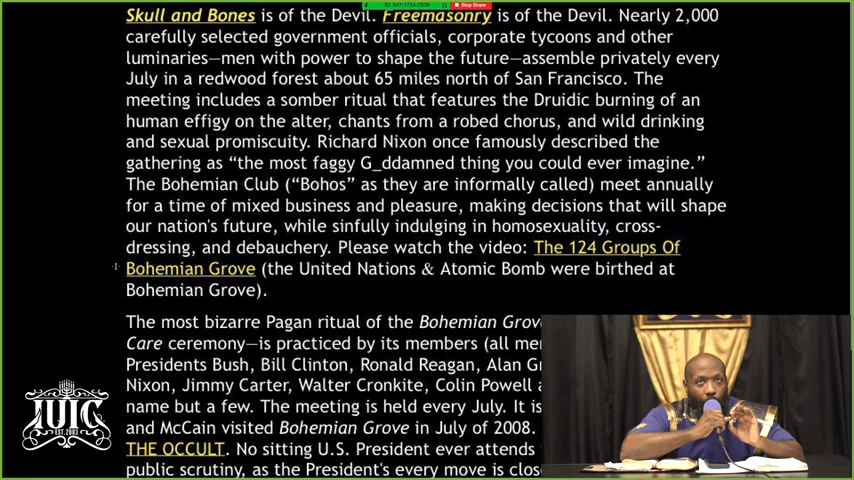 ID: 947-1754-2538 Stop Share
Skull and Bones is of the Devil. Freemasonry is of the Devil. Nearly 2,000
carefully selected government officials, corporate tycoons and other
luminaries—men with power to shape the future—assemble privately every
July in a redwood forest about 65 miles north of San Francisco. The
meeting includes a somber ritual that features the Druidic burning of an
human effigy on the alter, chants from a robed chorus, and wild drinking
and sexual promiscuity. Richard Nixon once famously described the
gathering as “the most faggy G_ddamned thing you could ever imagine.”
The Bohemian Club (“Bohos” as they are informally called) meet annually
for a time of mixed business and pleasure, making decisions that will shape
our nation's future, while sinfully indulging in homosexuality, cross-
dressing, and debauchery. Please watch the video: The 124 Groups Of
Bohemian Grove (the United Nations & Atomic Bomb were birthed at
Bohemian Grove).
The most bizarre Pagan ritual of the Bohemian Grove
Care ceremony—is practiced by its members (all me
Presidents Bush, Bill Clinton, Ronald Reagan, Alan Gr
Nixon, Jimmy Carter, Walter Cronkite, Colin Powell a
name but a few. The meeting is held every July. It is
and McCain visited Bohemian Grove in July of 2008.
THE OCCULT. No sitting U.S. President ever attends
public scrutiny, as the President's every move is close
IUIC
EST. 2003